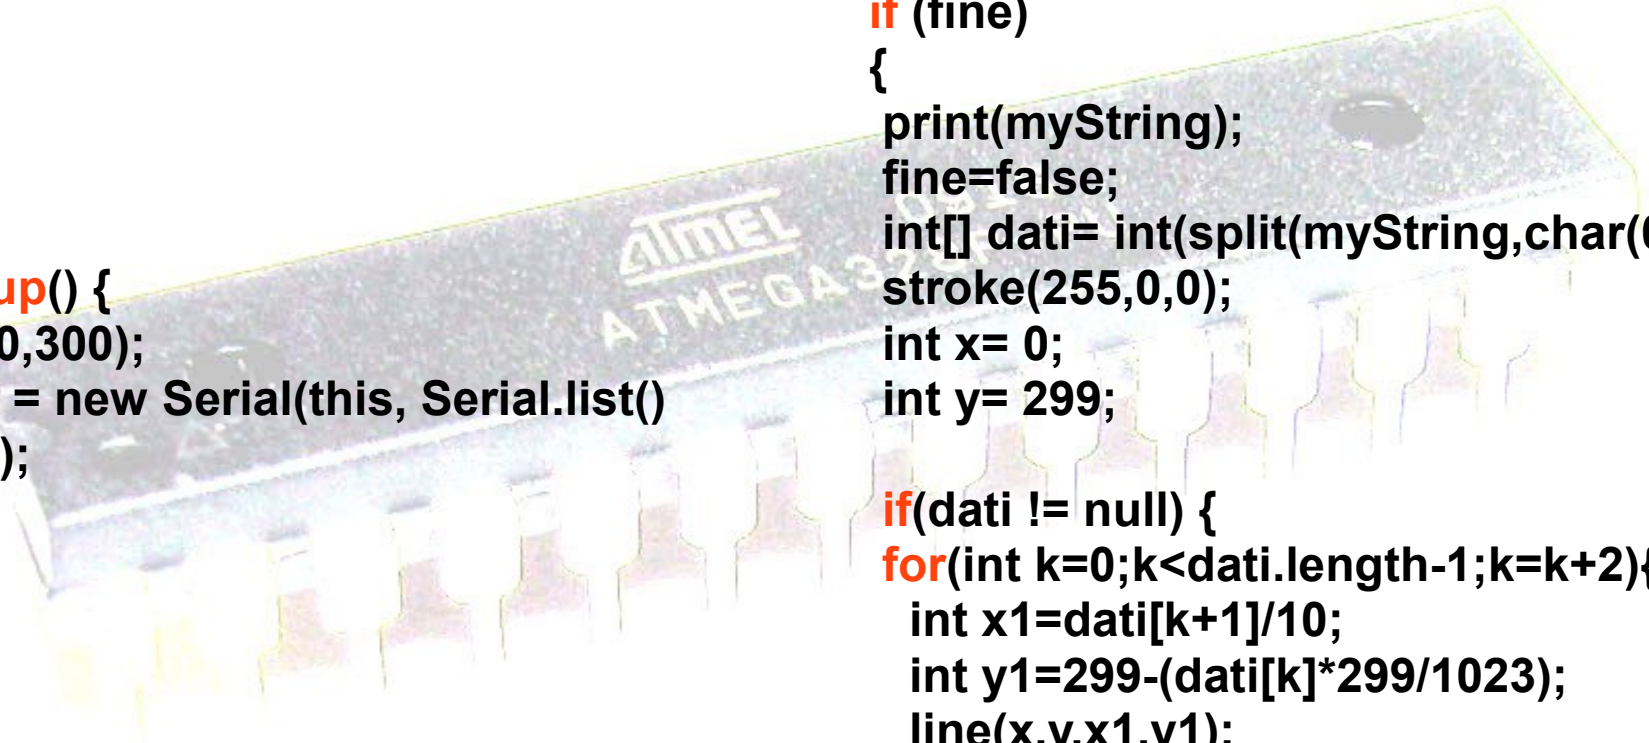 up() {
0,300);
= new Serial(this, Serial.list()
);
if (fine)
{
print(myString);
fine=false;
int[] dati= int(split(myString,char(
stroke(255,0,0);
int x= 0;
int y= 299;
if(dati != null) {
for(int k=0;k<dati.length-1;k=k+2){
int x1=dati[k+1]/10;
int y1=299-(dati[k]*299/1023);
line(x,y,x1,y1);
ATMEL